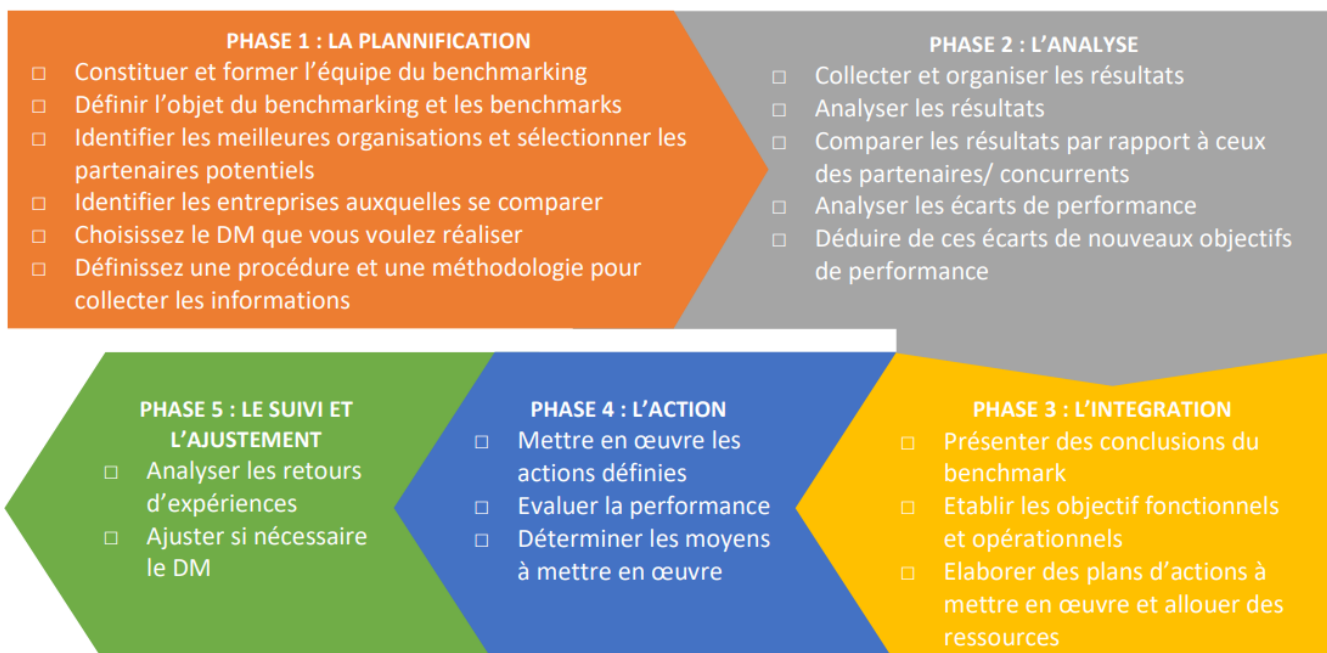 PHASE 1 : LA PLANNIFICATION
□ Constituer et former l’équipe du benchmarking
□ Définir l’objet du benchmarking et les benchmarks
□ Identifier les meilleures organisations et sélectionner les
partenaires potentiels
□ Identifier les entreprises auxquelles se comparer
□ Choisissez le DM que vous voulez réaliser
□ Définissez une procédure et une méthodologie pour
collecter les informations
PHASE 2 : L’ANALYSE
□ Collecter et organiser les résultats
□ Analyser les résultats
□ Comparer les résultats par rapport à ceux
des partenaires/ concurrents
□ Analyser les écarts de performance
□ Déduire de ces écarts de nouveaux objectifs
de performance
PHASE 3 : L’INTEGRATION
□ Présenter des conclusions du
benchmark
□ Etablir les objectif fonctionnels
et opérationnels
□ Elaborer des plans d’actions à
mettre en œuvre et allouer des
ressources
PHASE 4 : L’ACTION
□ Mettre en œuvre les
actions définies
□ Evaluer la performance
□ Déterminer les moyens
à mettre en œuvre
PHASE 5 : LE SUIVI ET
L’AJUSTEMENT
□ Analyser les retours
d’expériences
□ Ajuster si nécessaire
le DM